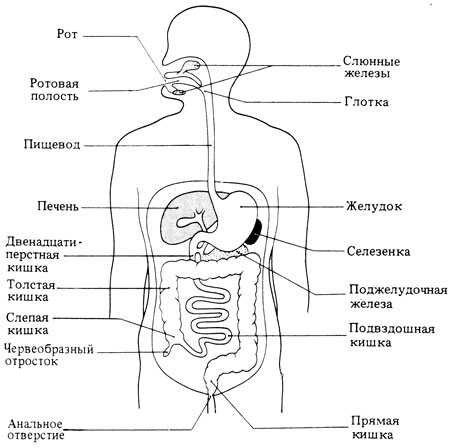 Рот
Ротовая
полость
Пищевод
Печень
Двенадцати-
перстная
кишка
Толстая
кишка
Слепая
кишка
Червеобразный
отросток
Анальное
отверстие
Слюнные
железы
Глотка
Желудок
Селезенка
Поджелудочная
железа
Подвздошная
кишка
Прямая
кишка